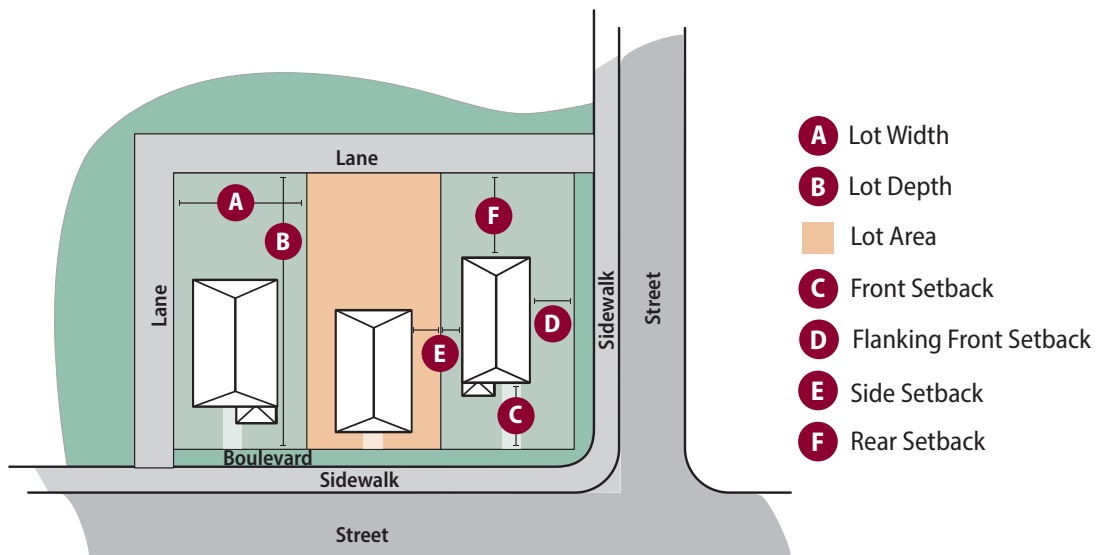 Lane
A
B
F
Lane
D
E
C
Sidewalk
Street
Boulevard
Sidewalk
Street
A Lot Width
B Lot Depth
Lot Area
C Front Setback
D Flanking Front Setback
E Side Setback
F Rear Setback